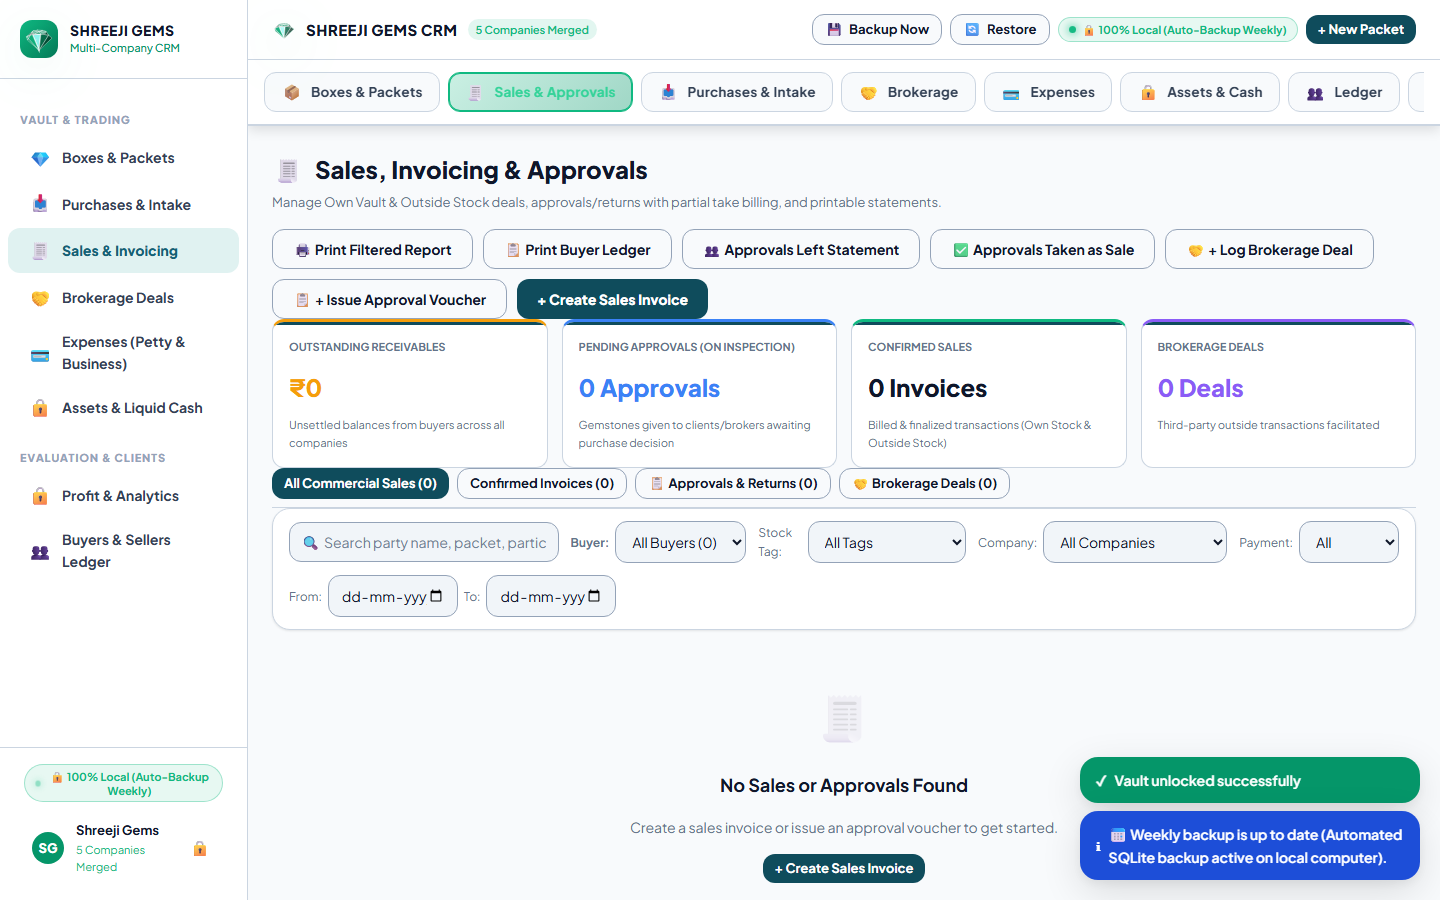 SHREEJI GEMS
Multi-Company CRM
VAULT & TRADING
Boxes & Packets
Purchases & Intake
Sales & Invoicing
Brokerage Deals
Expenses (Petty &
Business)
Assets & Liquid Cash
EVALUATION & CLIENTS
Profit & Analytics
Buyers & Sellers
Ledger
100% Local (Auto-Backup
Weekly)
SG
Shreeji Gems
5 Companies
Merged
SHREEJI GEMS CRM
5 Companies Merged
Backup Now
Restore
100% Local (Auto-Backup Weekly)
+ New Packet
Boxes & Packets
Sales & Approvals
Purchases & Intake
Brokerage
Expenses
Assets & Cash
Ledger
Sales, Invoicing & Approvals
Manage Own Vault & Outside Stock deals, approvals/returns with partial take billing, and printable statements.
Print Filtered Report
Print Buyer Ledger
Approvals Left Statement
Approvals Taken as Sale
+ Log Brokerage Deal
+ Issue Approval Voucher
+ Create Sales Invoice
OUTSTANDING RECEIVABLES
₹0
Unsettled balances from buyers across all
companies
PENDING APPROVALS (ON INSPECTION)
0 Approvals
Gemstones given to clients/brokers awaiting
purchase decision
CONFIRMED SALES
0 Invoices
Billed & finalized transactions (Own Stock &
Outside Stock)
BROKERAGE DEALS
0 Deals
Third-party outside transactions facilitated
All Commercial Sales (0)
Confirmed Invoices (0)
Approvals & Returns (0)
Brokerage Deals (0)
Search party name, packet, partic
Buyer:
All Buyers (0)
Stock
Tag:
All Tags
Company:
All Companies
Payment:
All
From:
dd-mm-yyy
To:
dd-mm-yyy
No Sales or Approvals Found
Create a sales invoice or issue an approval voucher to get started.
+ Create Sales Invoice
✓ Vault unlocked successfully
Weekly backup is up to date (Automated
SQLite backup active on local computer).